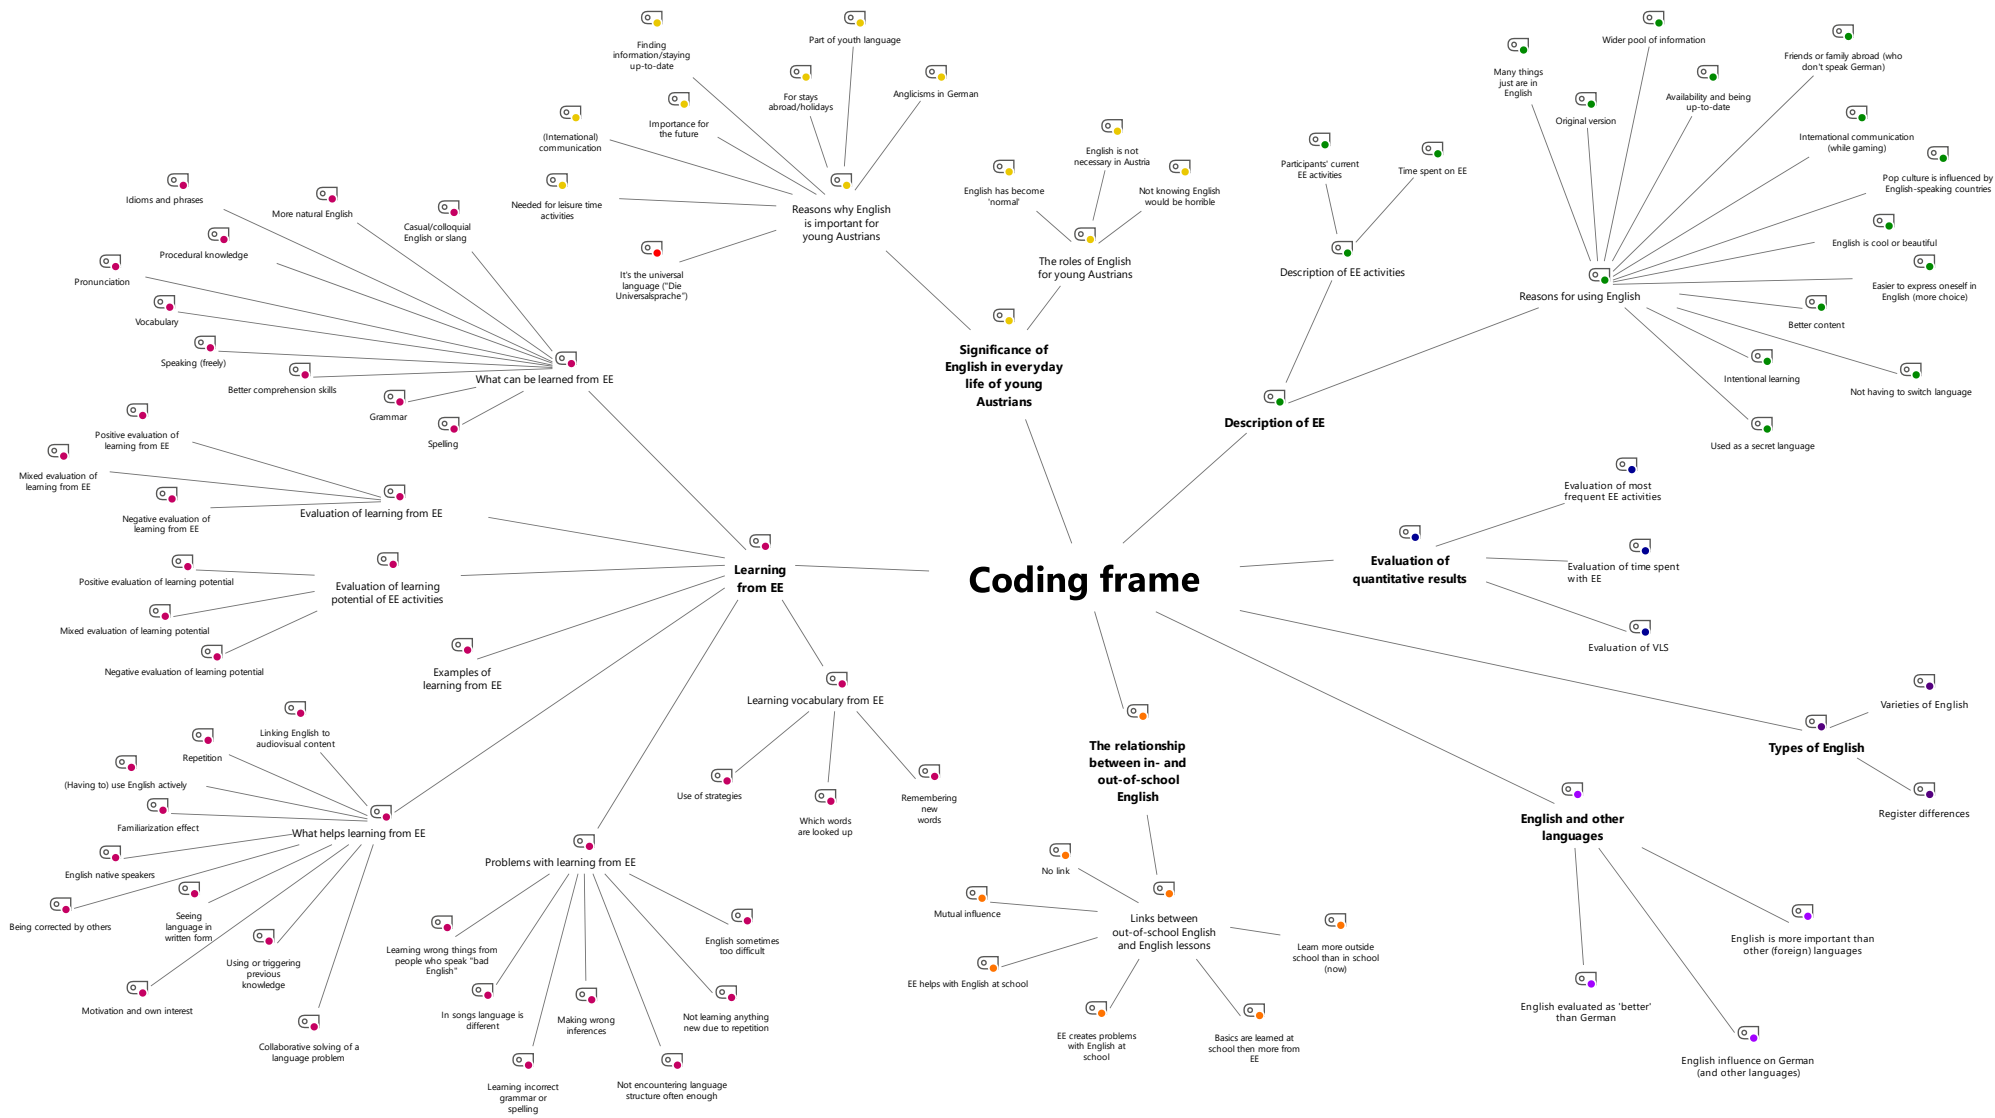 Finding
information/staying
up-to-date
Part of youth language
For stays
abroad/holidays
Anglicisms in German
Importance for
the future
(International)
communication
Needed for leisure time
activities
It's the universal
language ("Die
Universalsprache")
Reasons why English
is important for
young Austrians
English has become
'normal'
English is not
necessary in Austria
Not knowing English
would be horrible
The roles of English
for young Austrians
Significance of
English in everyday
life of young
Austrians
Participants' current
EE activities
Time spent on EE
Description of EE activities
Description of EE
Many things
just are in
English
Wider pool of information
Original version
Availability and being
up-to-date
Friends or family abroad (who
don't speak German)
International communication
(while gaming)
Pop culture is influenced by
English-speaking countries
English is cool or beautiful
Easier to express oneself in
English (more choice)
Better content
Reasons for using English
Intentional learning
Not having to switch language
Used as a secret language
Idioms and phrases
More natural English
Casual/colloquial
English or slang
Procedural knowledge
Pronunciation
Vocabulary
Speaking (freely)
Better comprehension skills
Grammar
Spelling
What can be learned from EE
Positive evaluation of
learning from EE
Mixed evaluation of
learning from EE
Negative evaluation of
learning from EE
Evaluation of learning from EE
Positive evaluation of learning potential
Mixed evaluation of learning potential
Negative evaluation of learning potential
Evaluation of learning
potential of EE activities
Learning
from EE
Examples of
learning from EE
Coding frame
Evaluation of
quantitative results
Evaluation of most
frequent EE activities
Evaluation of time spent
with EE
Evaluation of VLS
Learning vocabulary from EE
Use of strategies
Which words
are looked up
Remembering
new
words
Linking English to
audiovisual content
Repetition
(Having to) use English actively
Familiarization effect
What helps learning from EE
English native speakers
Being corrected by others
Seeing
language in
written form
Using or triggering
previous
knowledge
Motivation and own interest
Collaborative solving of a
language problem
Problems with learning from EE
Learning wrong things from
people who speak "bad
English"
English sometimes
too difficult
In songs language is
different
Making wrong
inferences
Not learning anything
new due to repetition
Learning incorrect
grammar or
spelling
Not encountering language
structure often enough
The relationship
between in- and
out-of-school
English
No link
Mutual influence
Links between
out-of-school English
and English lessons
Learn more outside
school than in school
(now)
EE helps with English at school
EE creates problems
with English at
school
Basics are learned at
school then more from
EE
Types of English
Varieties of English
Register differences
English and other
languages
English is more important than
other (foreign) languages
English evaluated as 'better'
than German
English influence on German
(and other languages)